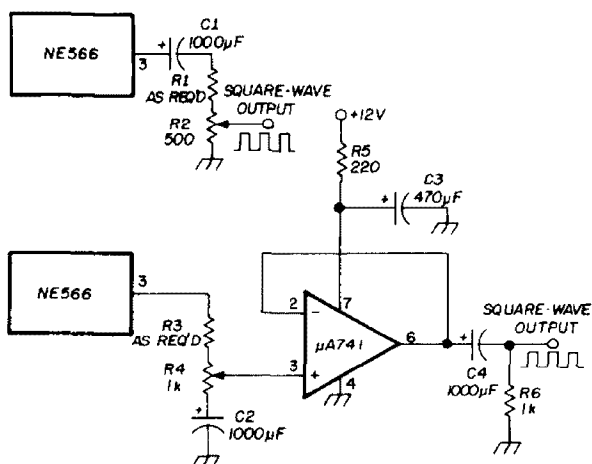 NE566
3
+
C1
1000μF
R1
AS REQ'D
R2
500
SQUARE-WAVE
OUTPUT
+12V
R5
220
+
C3
470μF
NE566
3
R3
AS REQ'D
R4
1k
+
C2
1000μF
2
-
7
μA741
3
+
4
6
+
C4
1000μF
SQUARE-WAVE
OUTPUT
R6
1k